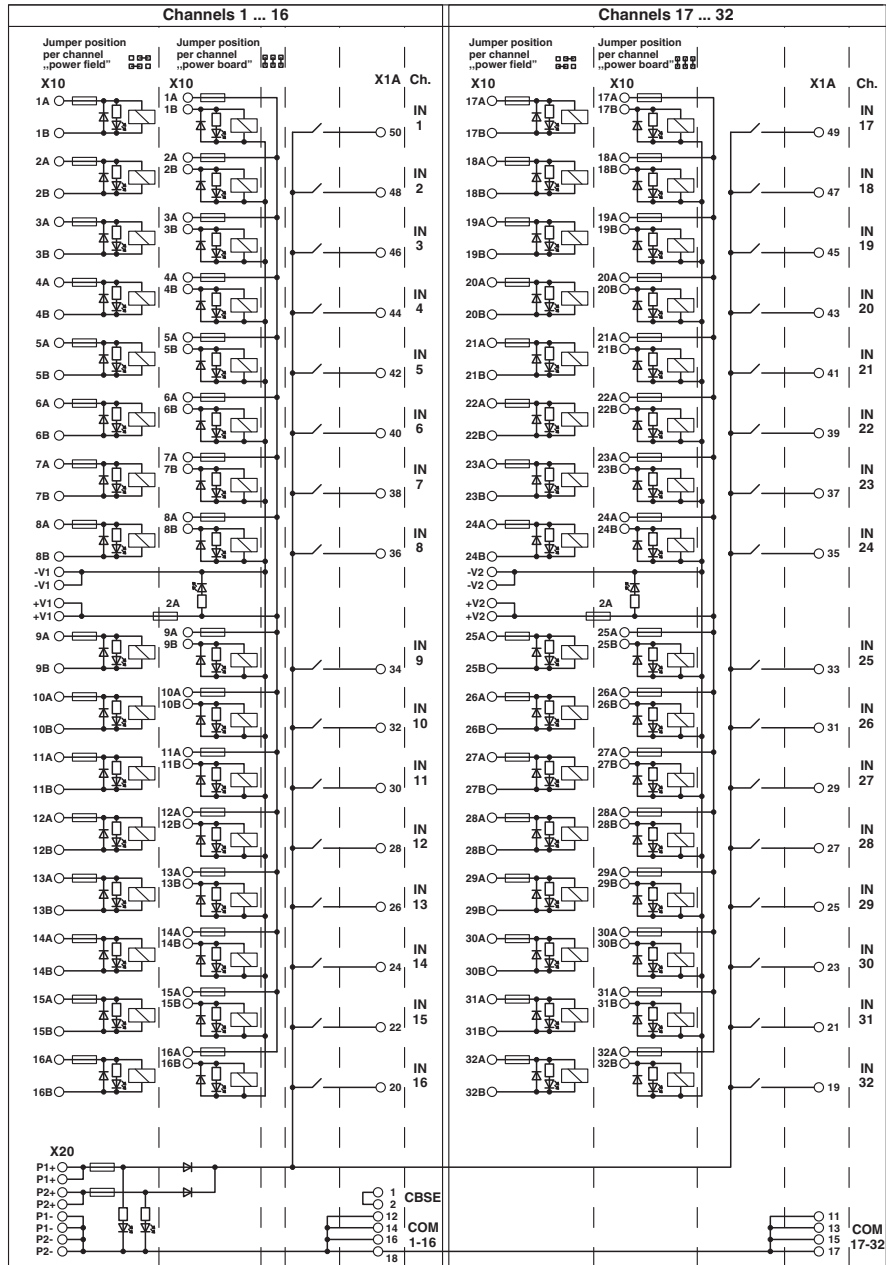 Channels 1 ... 16
Jumper position
per channel
„power field"
Jumper position
per channel
„power board"
X10
X10
X1A Ch.
1A
1B
1A
1B
50
IN
1
2A
2B
2A
2B
48
IN
2
3A
3B
3A
3B
46
IN
3
4A
4B
4A
4B
44
IN
4
5A
5B
5A
5B
42
IN
5
6A
6B
6A
6B
40
IN
6
7A
7B
7A
7B
38
IN
7
8A
8B
8A
8B
36
IN
8
-V1
-V1
+V1
+V1
2A
9A
9B
9A
9B
34
IN
9
10A
10B
10A
10B
32
IN
10
11A
11B
11A
11B
30
IN
11
12A
12B
12A
12B
28
IN
12
13A
13B
13A
13B
26
IN
13
14A
14B
14A
14B
24
IN
14
15A
15B
15A
15B
22
IN
15
16A
16B
16A
16B
20
IN
16
X20
P1+
P1+
P2+
P2+
P1-
P1-
P2-
P2-
1
2
CBSE
12
14
16
18
COM
1-16
Channels 17 ... 32
Jumper position
per channel
„power field"
Jumper position
per channel
„power board"
X10
X10
X1A Ch.
17A
17B
17A
17B
49
IN
17
18A
18B
18A
18B
47
IN
18
19A
19B
19A
19B
45
IN
19
20A
20B
20A
20B
43
IN
20
21A
21B
21A
21B
41
IN
21
22A
22B
22A
22B
39
IN
22
23A
23B
23A
23B
37
IN
23
24A
24B
24A
24B
35
IN
24
-V2
-V2
+V2
+V2
2A
25A
25B
25A
25B
33
IN
25
26A
26B
26A
26B
31
IN
26
27A
27B
27A
27B
29
IN
27
28A
28B
28A
28B
27
IN
28
29A
29B
29A
29B
25
IN
29
30A
30B
30A
30B
23
IN
30
31A
31B
31A
31B
21
IN
31
32A
32B
32A
32B
19
IN
32
11
13
15
17
COM
17-32